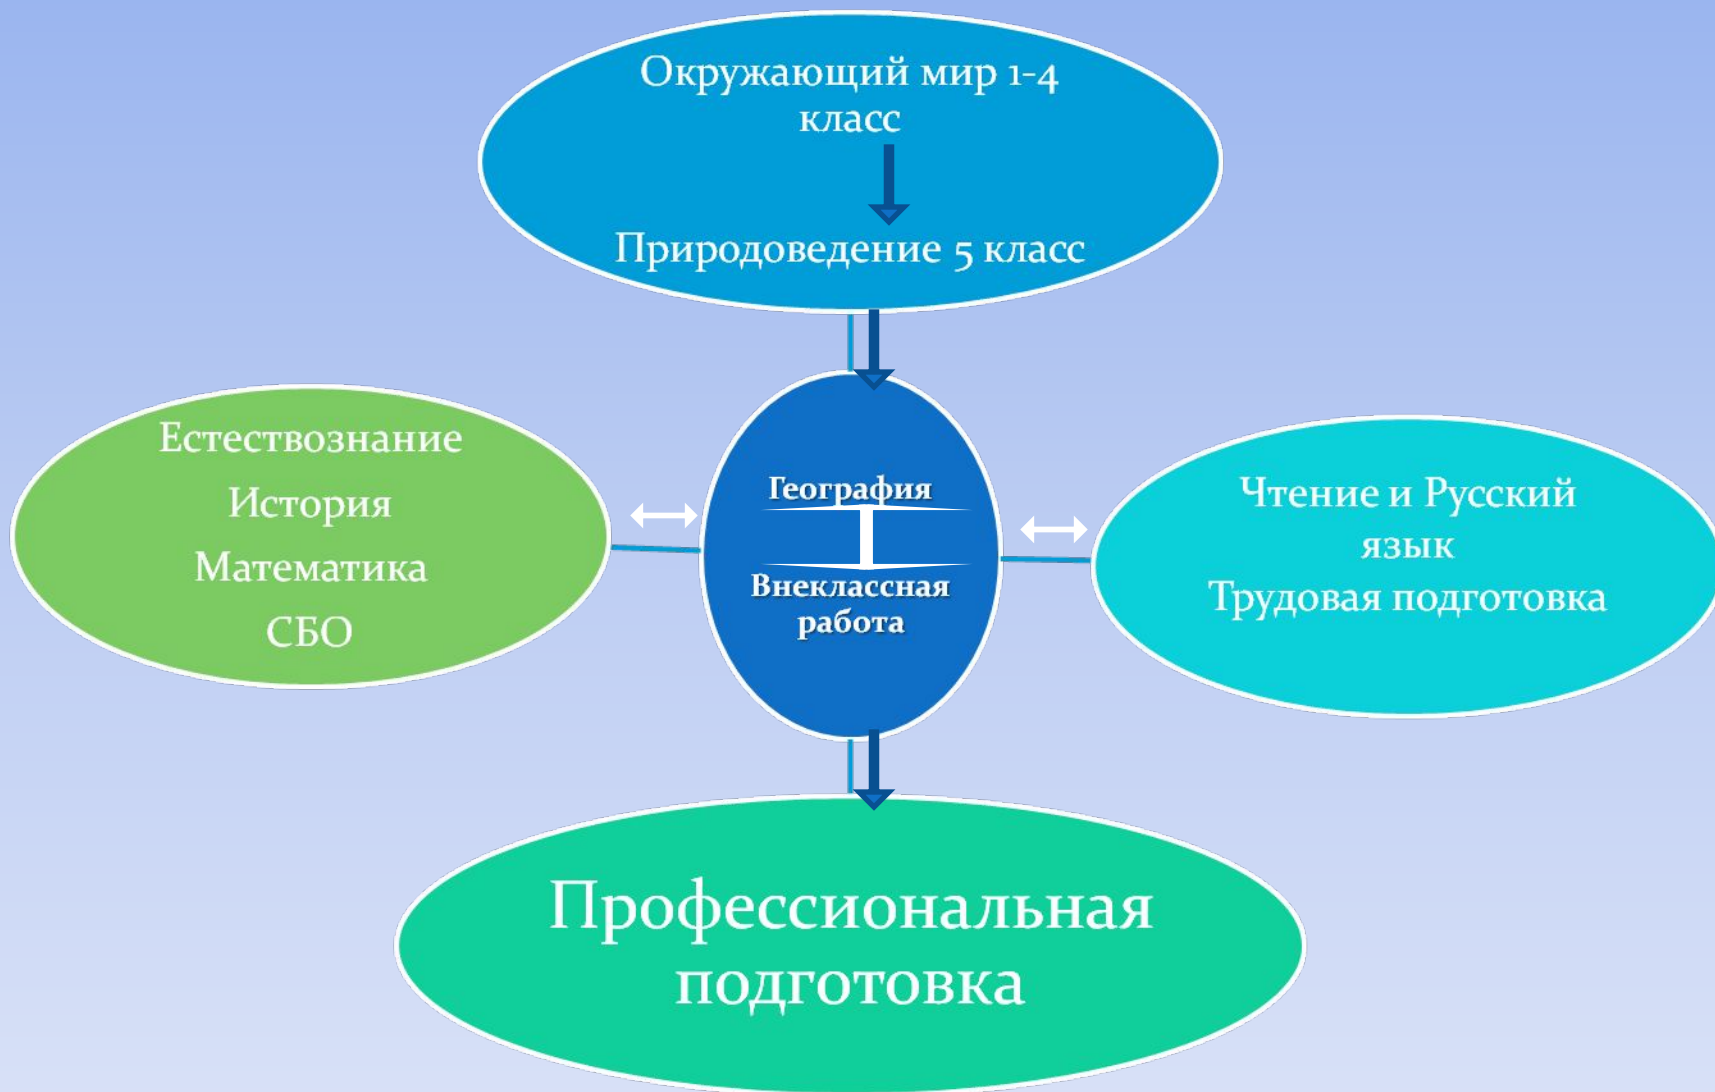 Окружающий мир 1-4
класс
Природоведение 5 класс
Естествознание
История
Математика
СБО
География
Внеклассная
работа
Чтение и Русский
язык
Трудовая подготовка
Профессиональная
подготовка